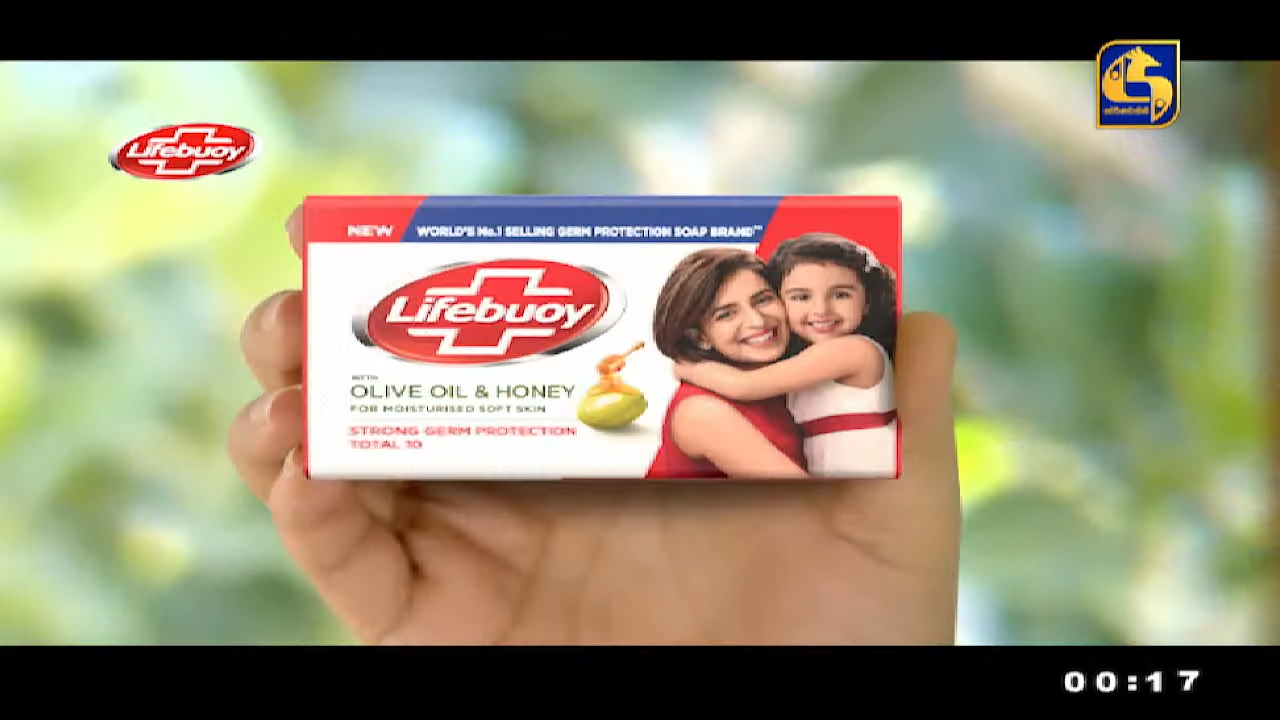 Lifebuoy
NEW
WORLD'S No.1 SELLING GERM PROTECTION SOAP BRAND™
Lifebuoy
WITH
OLIVE OIL & HONEY
FOR MOISTURISED SOFT SKIN
STRONG GERM PROTECTION
TOTAL 10
00:17